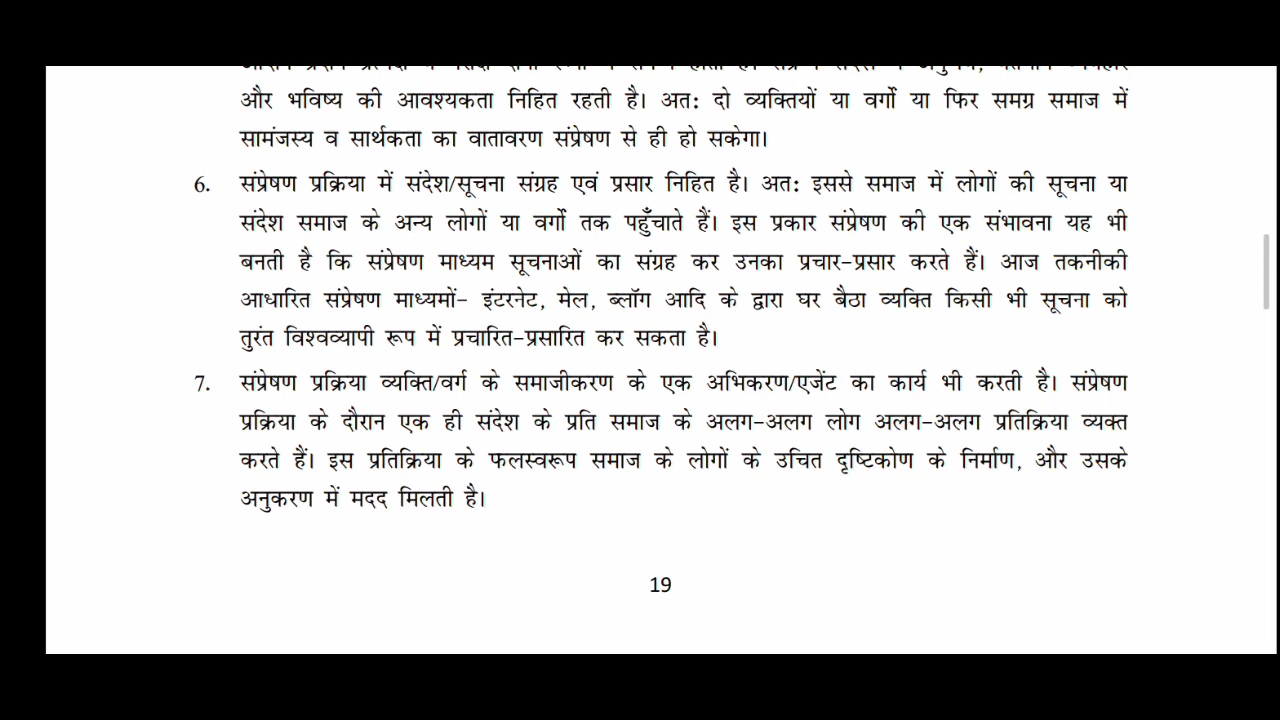 और भविष्य की आवश्यकता निहित रहती है। अतः दो व्यक्तियों या वर्गों या फिर समग्र समाज में
सामंजस्य व सार्थकता का वातावरण संप्रेषण से ही हो सकेगा।
6. संप्रेषण प्रक्रिया में संदेश/सूचना संग्रह एवं प्रसार निहित है। अतः इससे समाज में लोगों की सूचना या
संदेश समाज के अन्य लोगों या वर्गों तक पहुँचाते हैं। इस प्रकार संप्रेषण की एक संभावना यह भी
बनती है कि संप्रेषण माध्यम सूचनाओं का संग्रह कर उनका प्रचार-प्रसार करते हैं। आज तकनीकी
आधारित संप्रेषण माध्यमों- इंटरनेट, मेल, ब्लॉग आदि के द्वारा घर बैठा व्यक्ति किसी भी सूचना को
तुरंत विश्वव्यापी रूप में प्रचारित-प्रसारित कर सकता है।
7. संप्रेषण प्रक्रिया व्यक्ति/वर्ग के समाजीकरण के एक अभिकरण/एजेंट का कार्य भी करती है। संप्रेषण
प्रक्रिया के दौरान एक ही संदेश के प्रति समाज के अलग-अलग लोग अलग-अलग प्रतिक्रिया व्यक्त
करते हैं। इस प्रतिक्रिया के फलस्वरूप समाज के लोगों के उचित दृष्टिकोण के निर्माण, और उसके
अनुकरण में मदद मिलती है।
19